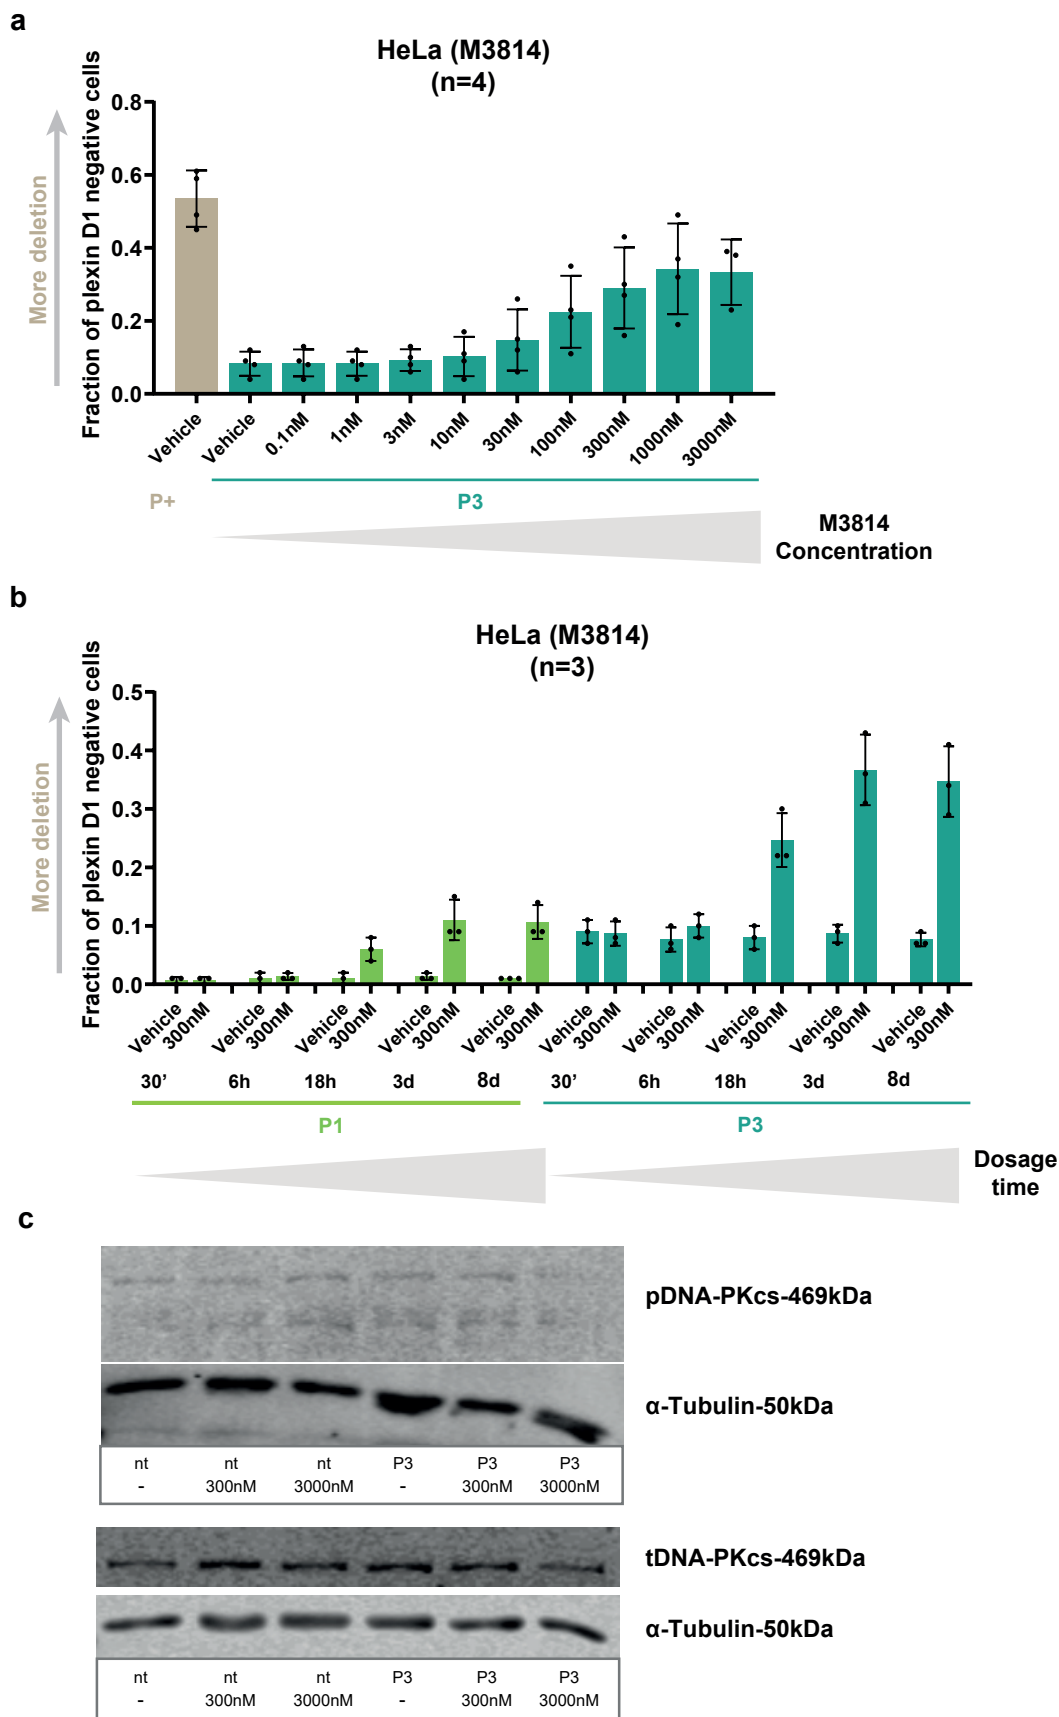 a
HeLa (M3814)
(n=4)
More deletion
Fraction of plexin D1 negative cells
0.8
0.6
0.4
0.2
0.0
Vehicle Vehicle 0.1nM 1nM 3nM 10nM 30nM 100nM 300nM 1000nM 3000nM
P+ P3
M3814
Concentration
b
HeLa (M3814)
(n=3)
More deletion
Fraction of plexin D1 negative cells
0.5
0.4
0.3
0.2
0.1
0.0
Vehicle 300nM Vehicle 300nM Vehicle 300nM Vehicle 300nM Vehicle 300nM Vehicle 300nM Vehicle 300nM Vehicle 300nM Vehicle 300nM Vehicle 300nM
30’ 6h 18h 3d 8d 30’ 6h 18h 3d 8d
P1 P3
Dosage
time
c
pDNA-PKcs-469kDa
α-Tubulin-50kDa
nt nt nt P3 P3 P3
- 300nM 3000nM - 300nM 3000nM
tDNA-PKcs-469kDa
α-Tubulin-50kDa
nt nt nt P3 P3 P3
- 300nM 3000nM - 300nM 3000nM